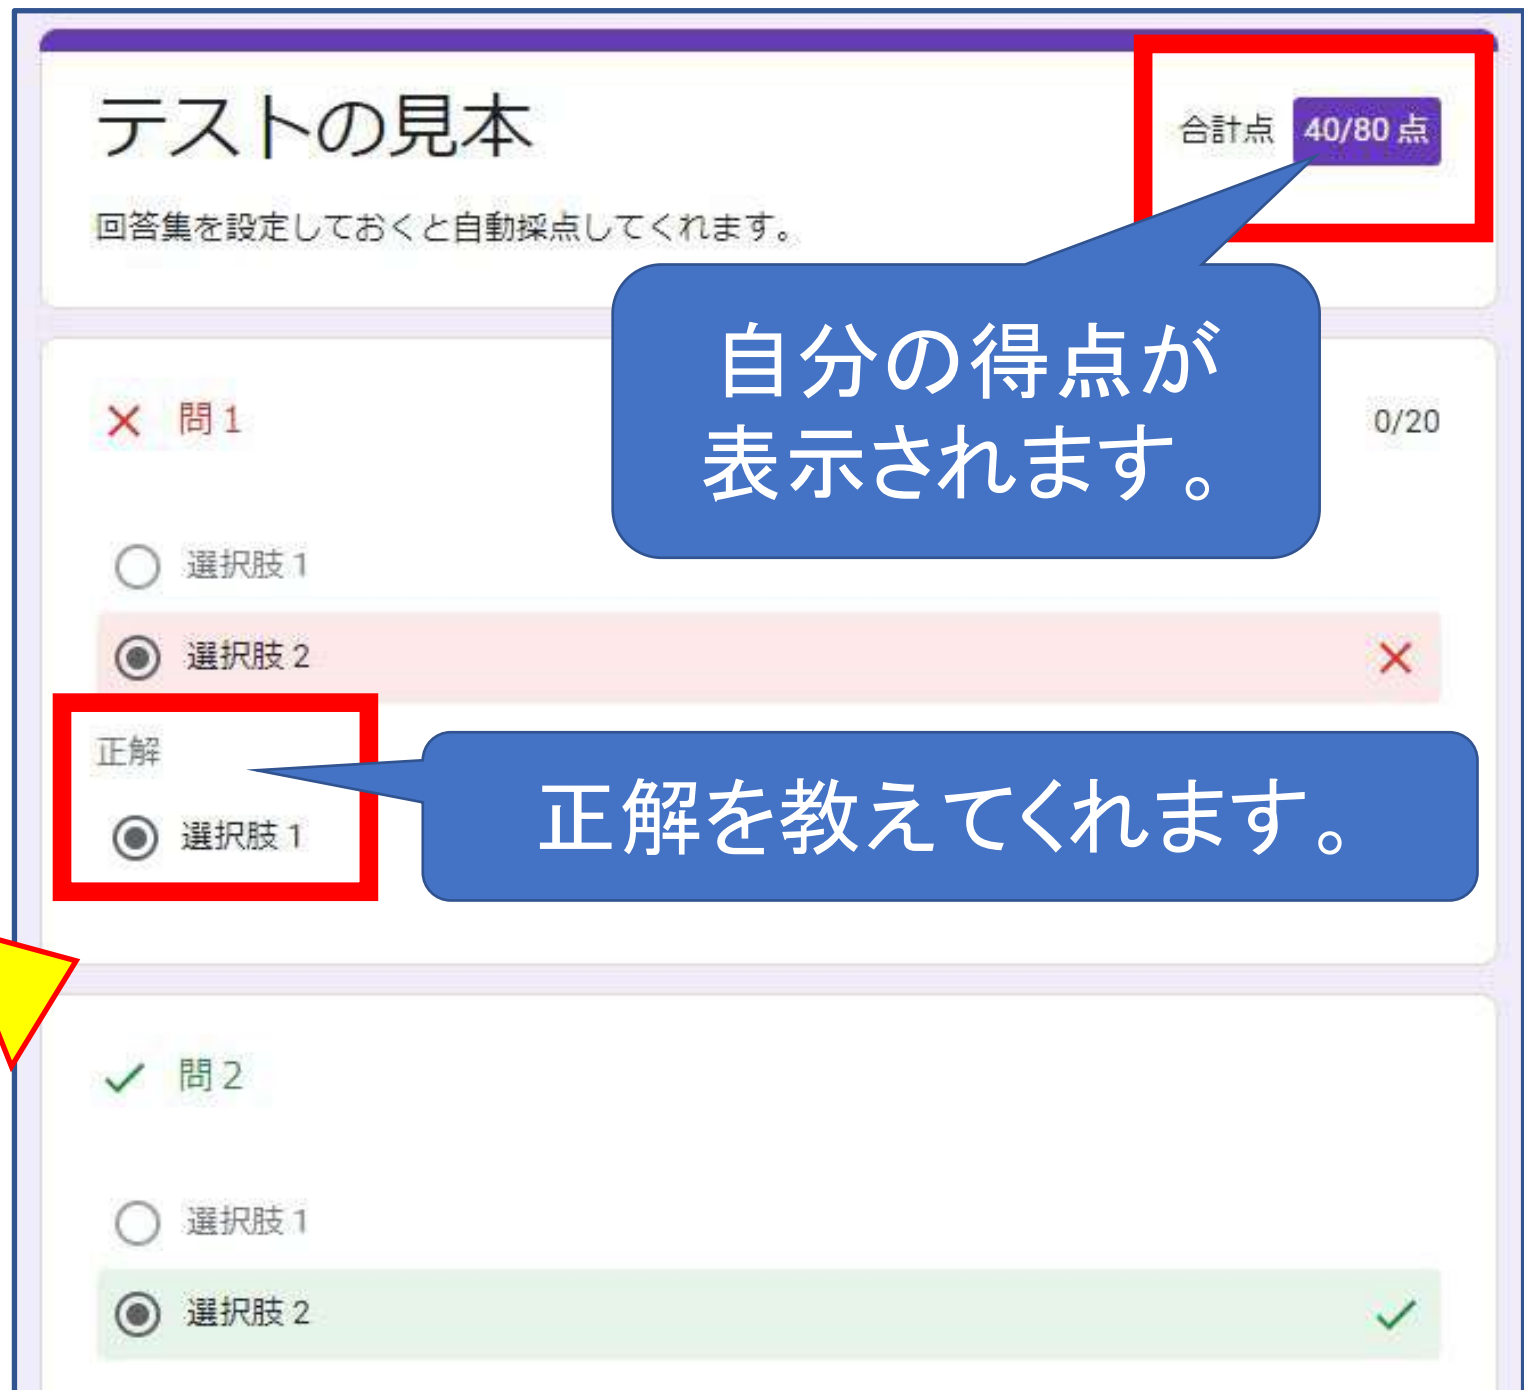 テストの見本
合計点 40/80 点
回答集を設定しておくと自動採点してくれます。
自分の得点が
表示されます。
問1
0/20
選択肢 1
選択肢 2
正解
選択肢 1
正解を教えてくれます。
問2
選択肢 1
選択肢 2